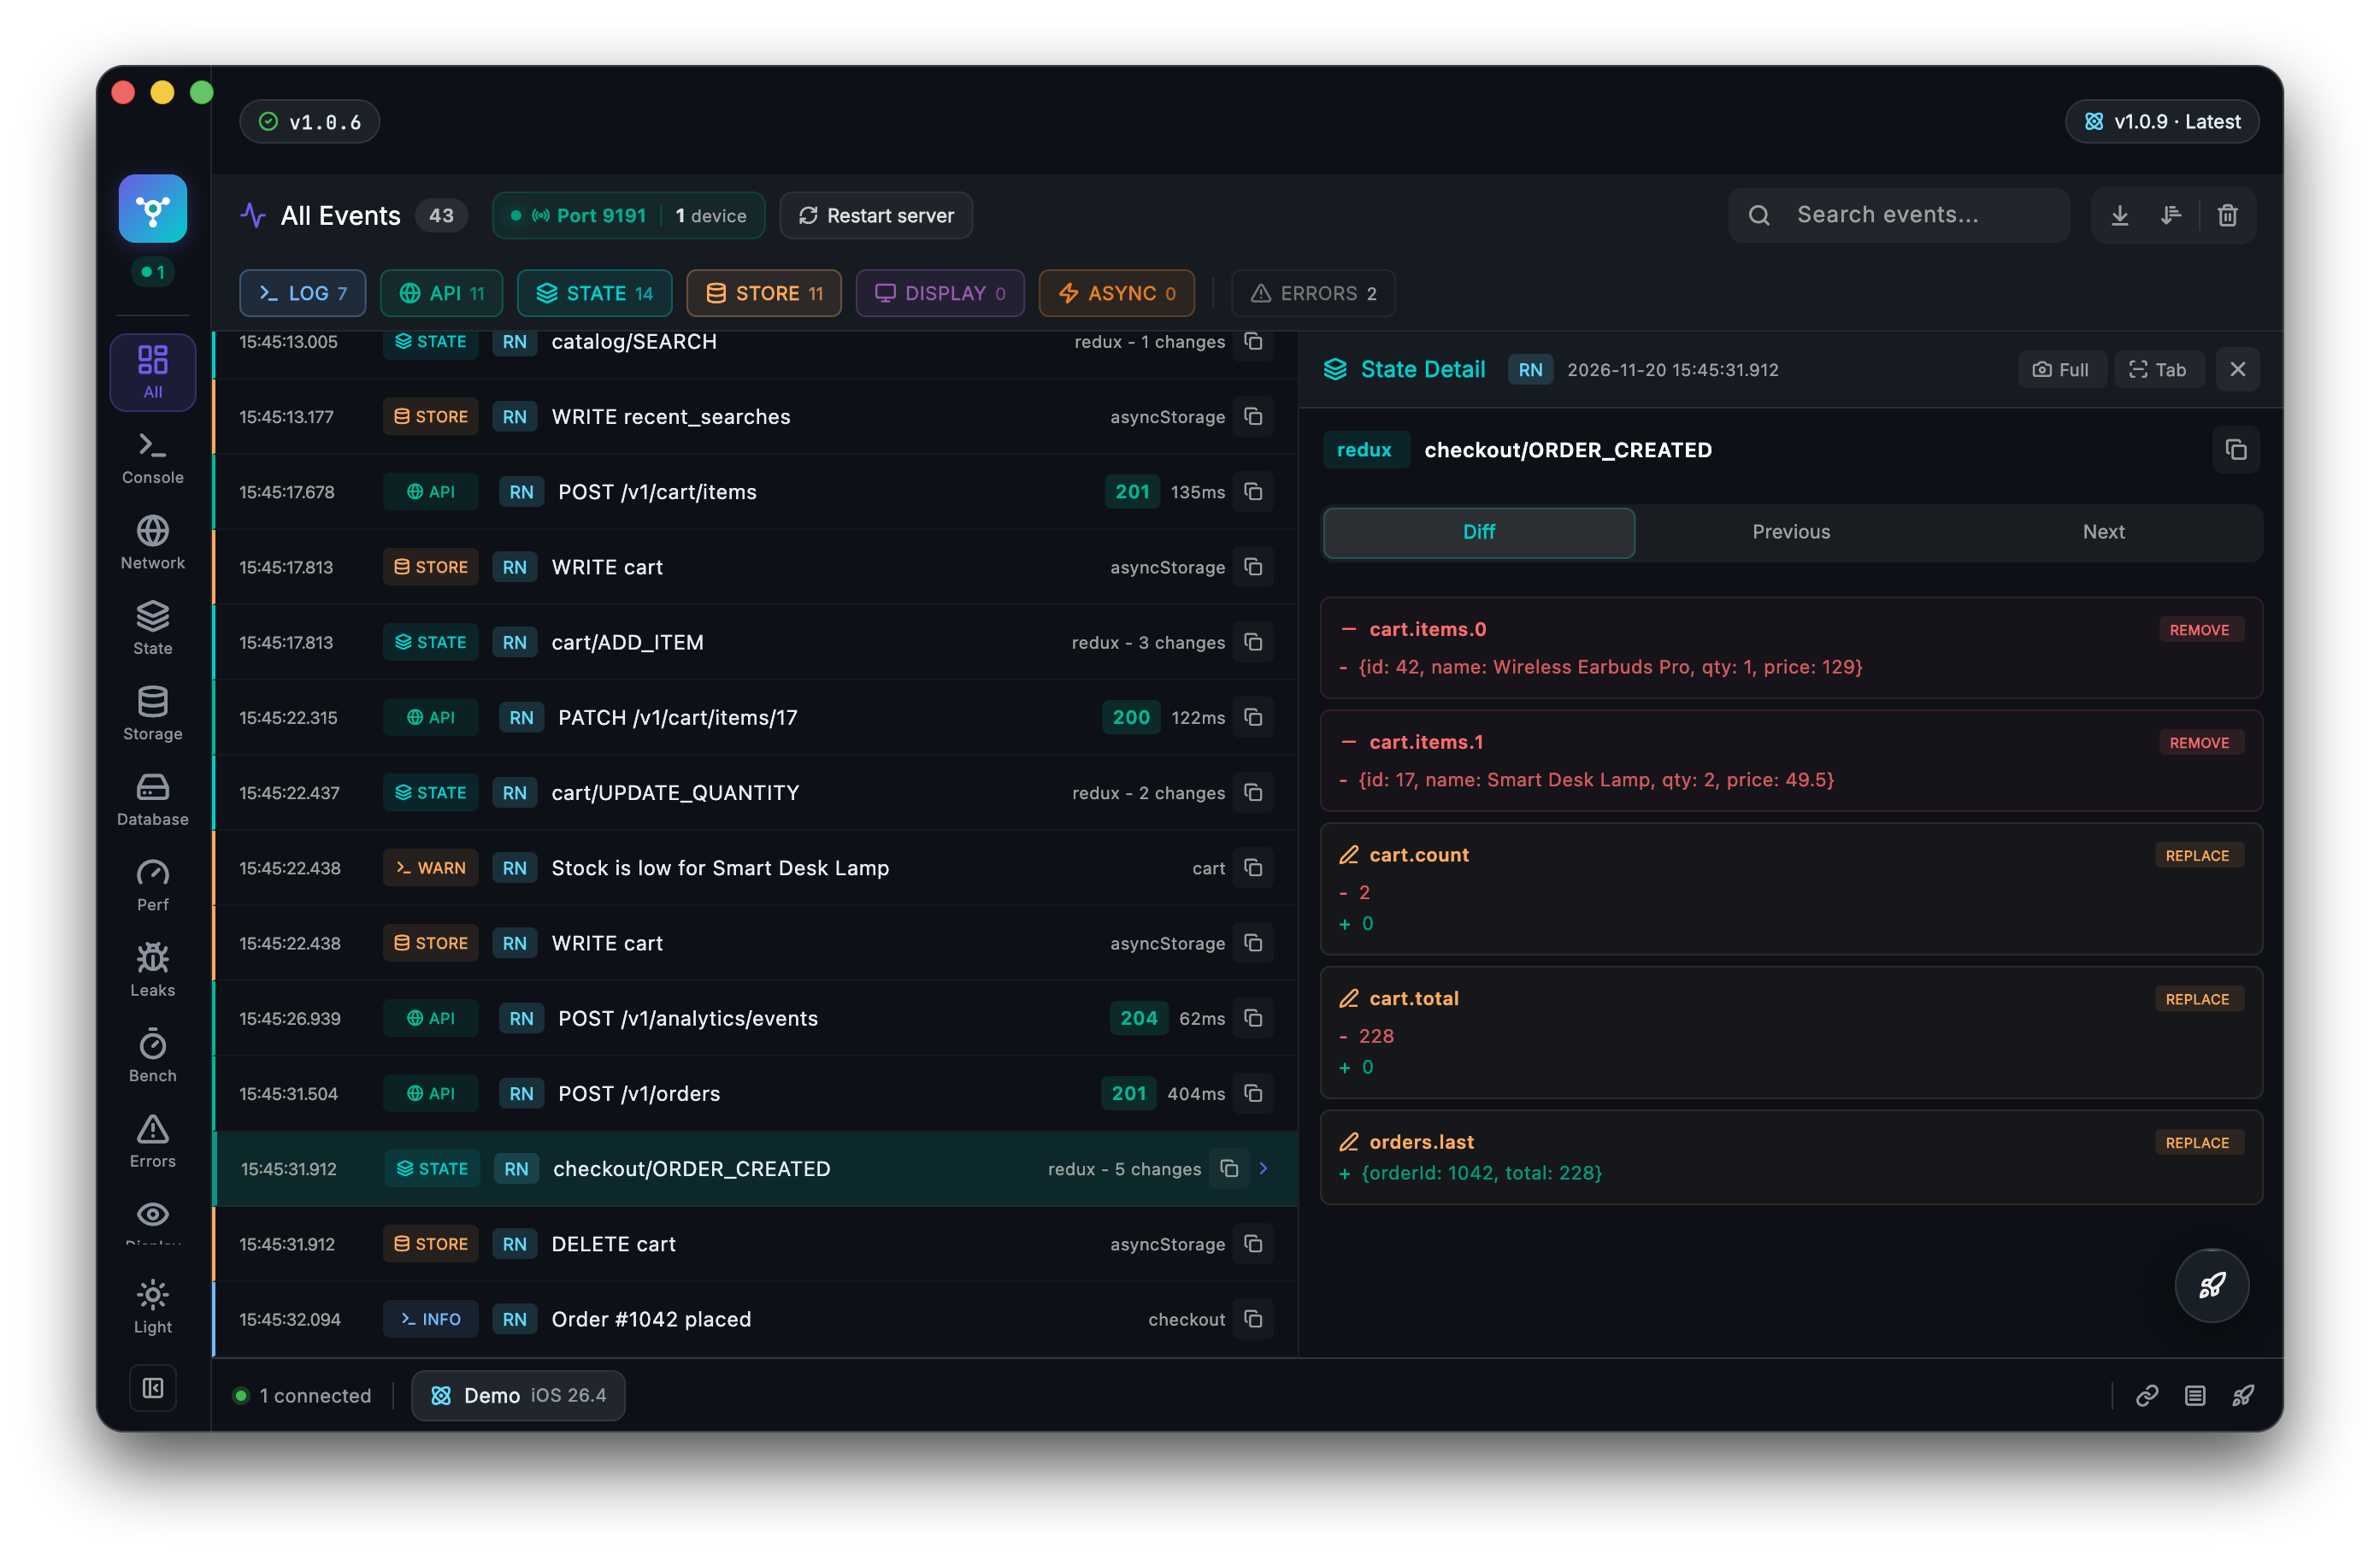 v1.0.6
v1.0.9 · Latest
All Events 43
Port 9191 1 device
Restart server
Search events...
1
LOG 7
API 11
STATE 14
STORE 11
DISPLAY 0
ASYNC 0
ERRORS 2
All
Console
Network
State
Storage
Database
Perf
Leaks
Bench
Errors
Display
Light
15:45:13.005 STATE RN catalog/SEARCH redux - 1 changes
15:45:13.177 STORE RN WRITE recent_searches asyncStorage
15:45:17.678 API RN POST /v1/cart/items 201 135ms
15:45:17.813 STORE RN WRITE cart asyncStorage
15:45:17.813 STATE RN cart/ADD_ITEM redux - 3 changes
15:45:22.315 API RN PATCH /v1/cart/items/17 200 122ms
15:45:22.437 STATE RN cart/UPDATE_QUANTITY redux - 2 changes
15:45:22.438 WARN RN Stock is low for Smart Desk Lamp cart
15:45:22.438 STORE RN WRITE cart asyncStorage
15:45:26.939 API RN POST /v1/analytics/events 204 62ms
15:45:31.504 API RN POST /v1/orders 201 404ms
15:45:31.912 STATE RN checkout/ORDER_CREATED redux - 5 changes
15:45:31.912 STORE RN DELETE cart asyncStorage
15:45:32.094 INFO RN Order #1042 placed checkout
State Detail RN 2026-11-20 15:45:31.912 Full Tab
redux checkout/ORDER_CREATED
Diff Previous Next
cart.items.0 REMOVE
- {id: 42, name: Wireless Earbuds Pro, qty: 1, price: 129}
cart.items.1 REMOVE
- {id: 17, name: Smart Desk Lamp, qty: 2, price: 49.5}
cart.count REPLACE
- 2
+ 0
cart.total REPLACE
- 228
+ 0
orders.last REPLACE
+ {orderId: 1042, total: 228}
1 connected
Demo iOS 26.4